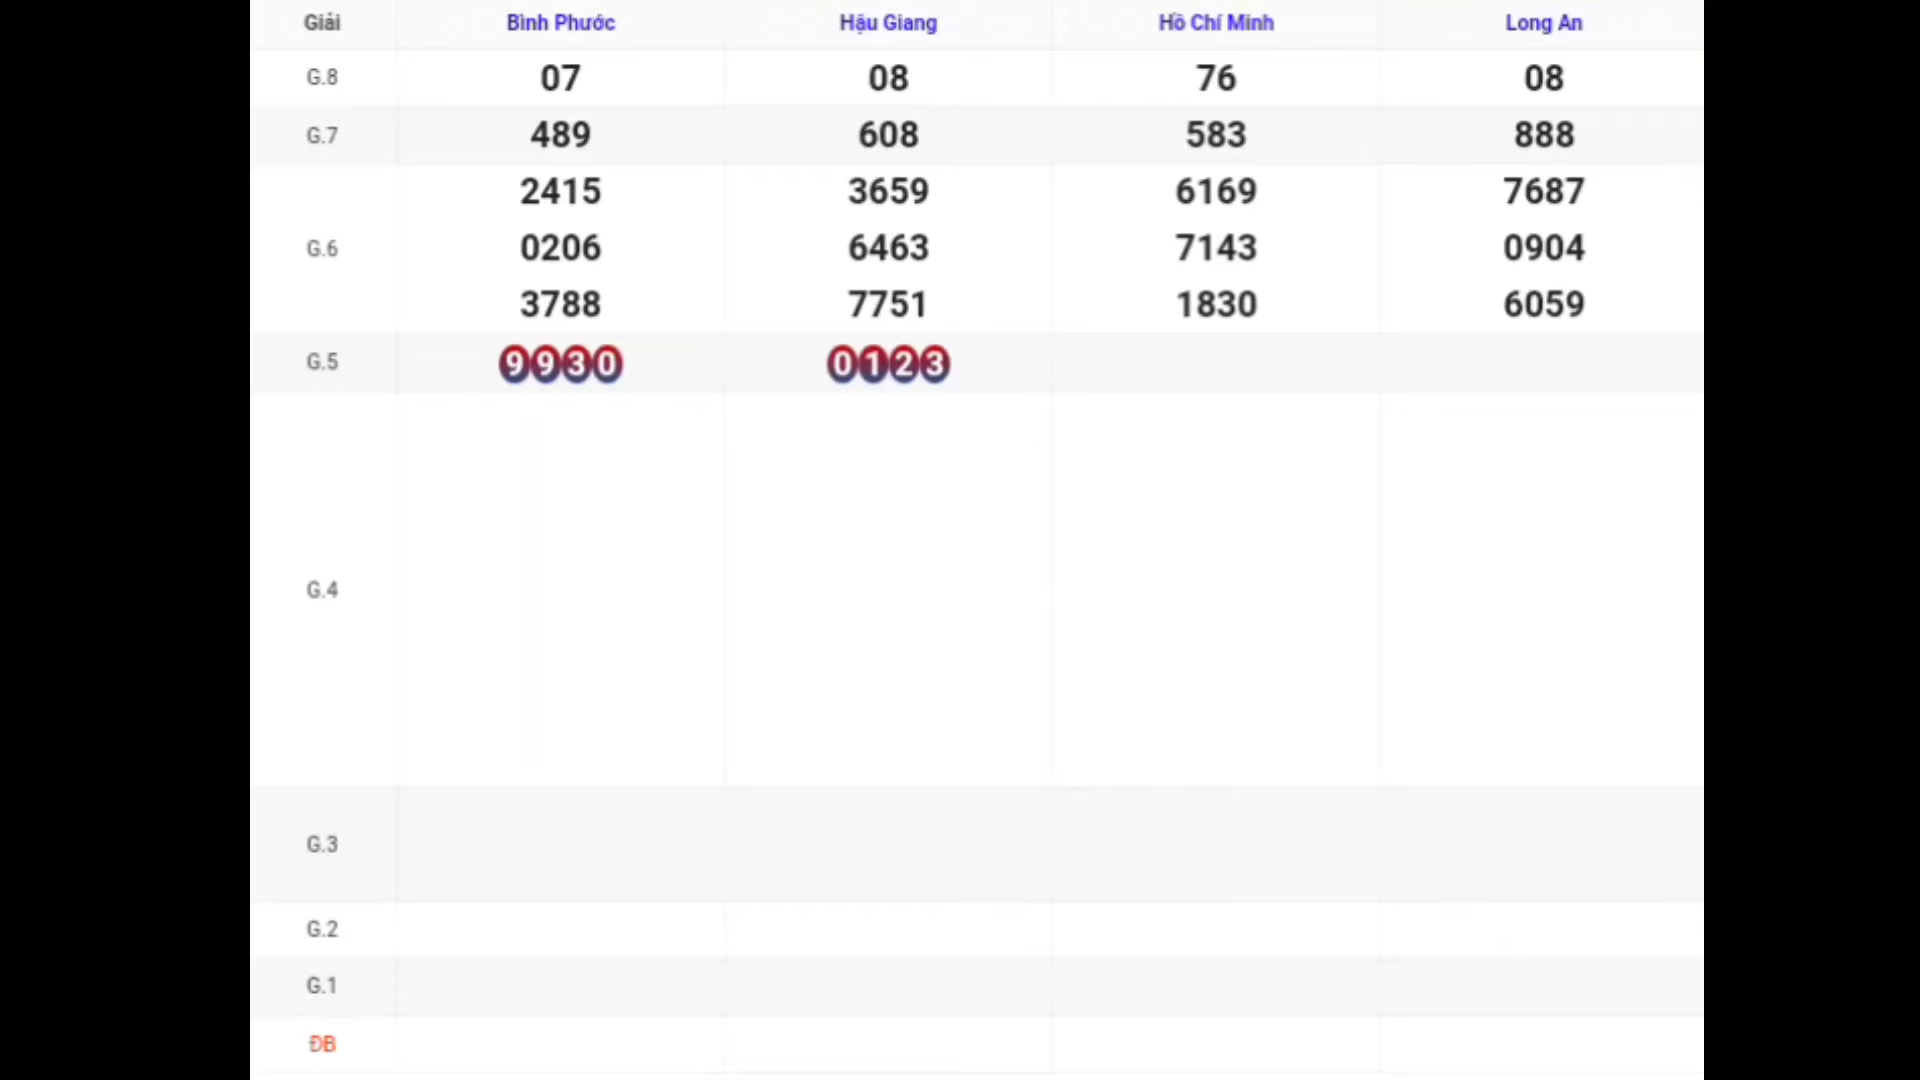 Giải Bình Phước Hậu Giang Hồ Chí Minh Long An
G.8 07 08 76 08
G.7 489 608 583 888
2415 3659 6169 7687
G.6 0206 6463 7143 0904
3788 7751 1830 6059
G.5 9930 0123
G.4
G.3
G.2
G.1
ĐB